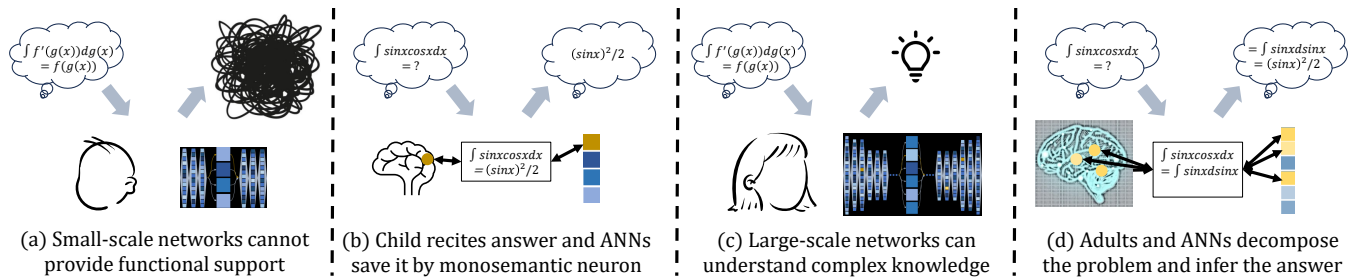 ∫ f′(g(x))dg(x)
= f(g(x))
(a) Small-scale networks cannot
provide functional support
∫ sinxcosxdx
= ?
(sinx)²/2
∫ sinxcosxdx
= (sinx)²/2
(b) Child recites answer and ANNs
save it by monosemantic neuron
∫ f′(g(x))dg(x)
= f(g(x))
(c) Large-scale networks can
understand complex knowledge
∫ sinxcosxdx
= ?
= ∫ sinxdsinx
= (sinx)²/2
∫ sinxcosxdx
= ∫ sinxdsinx
(d) Adults and ANNs decompose
the problem and infer the answer